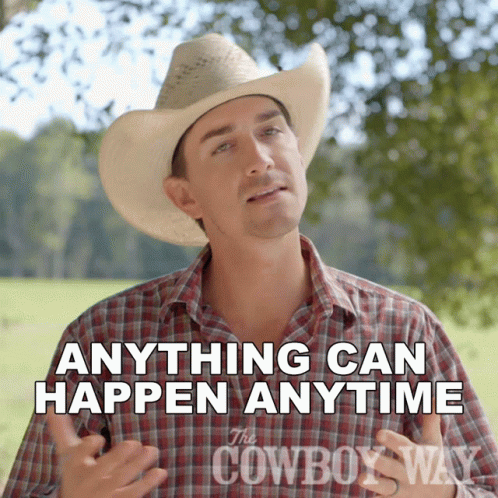 ANYTHING CAN
HAPPEN ANYTIME
The
COWBOY WAY